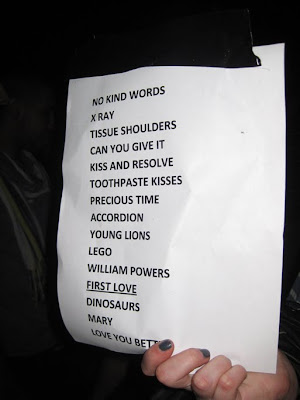 NO KIND WORDS
X RAY
TISSUE SHOULDERS
CAN YOU GIVE IT
KISS AND RESOLVE
TOOTHPASTE KISSES
PRECIOUS TIME
ACCORDION
YOUNG LIONS
LEGO
WILLIAM POWERS
FIRST LOVE
DINOSAURS
MARY
LOVE YOU BETT